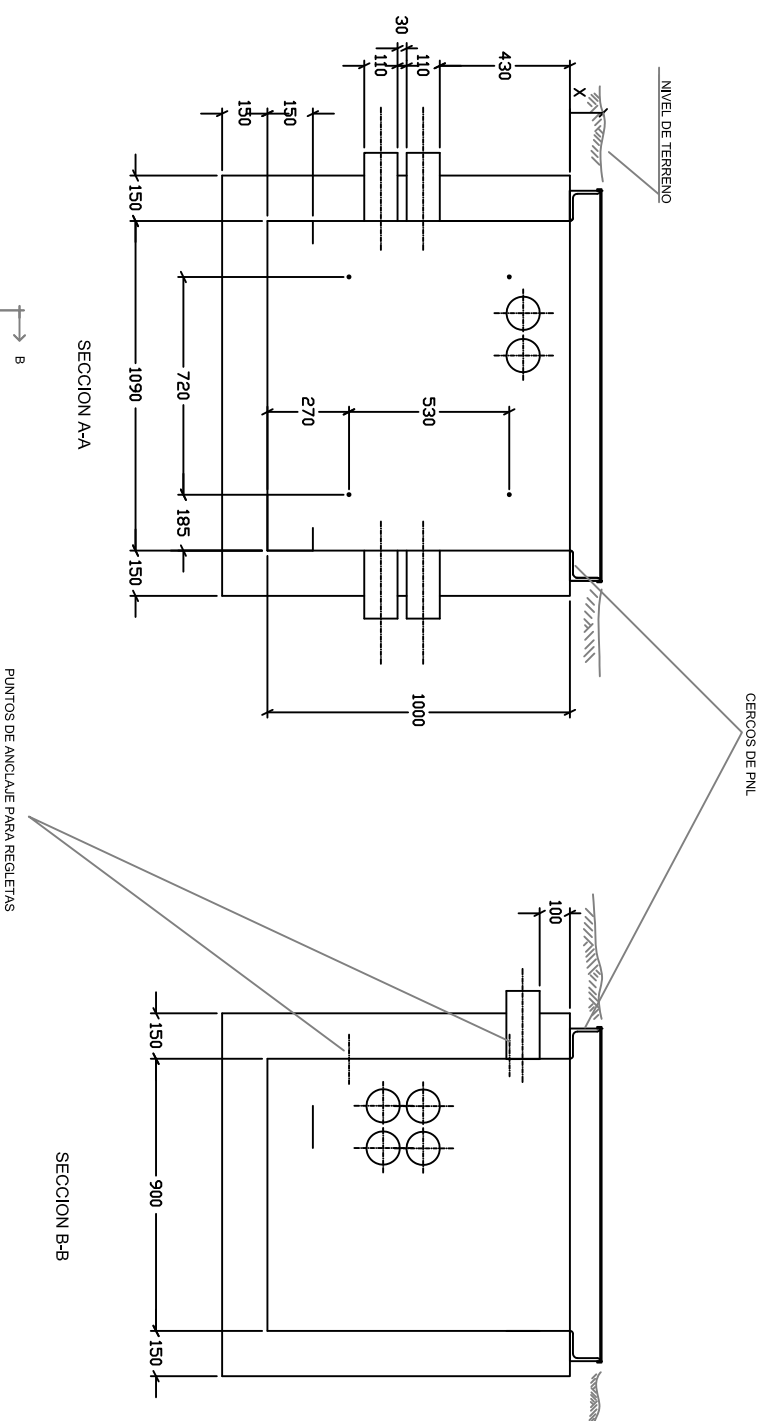 NIVEL DE TERRENO
X
430
110
30
110
150
150
150
1090
150
720
185
270
530
1000
B
SECCION A-A
CERCOS DE PNL
PUNTOS DE ANCLAJE PARA REGLETAS
100
150
900
150
SECCION B-B